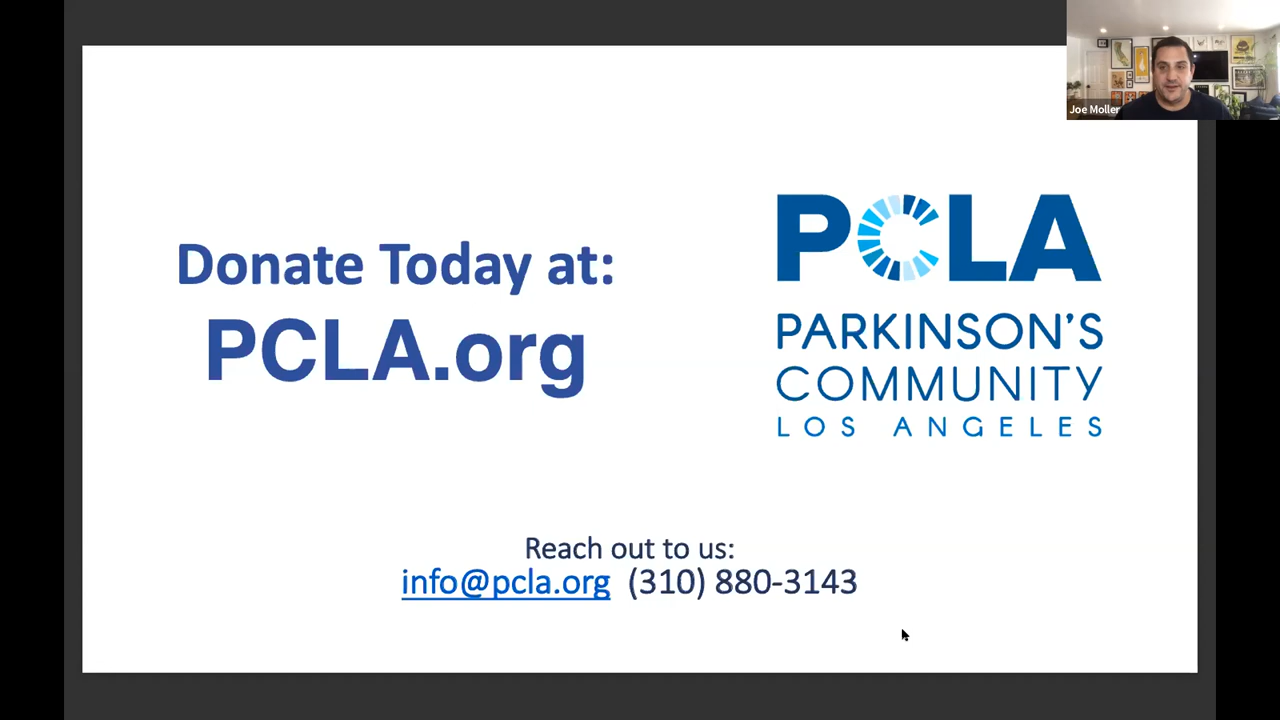 Joe Moller
Donate Today at:
PCLA.org
PCLA
PARKINSON'S
COMMUNITY
LOS ANGELES
Reach out to us:
info@pcla.org (310) 880-3143